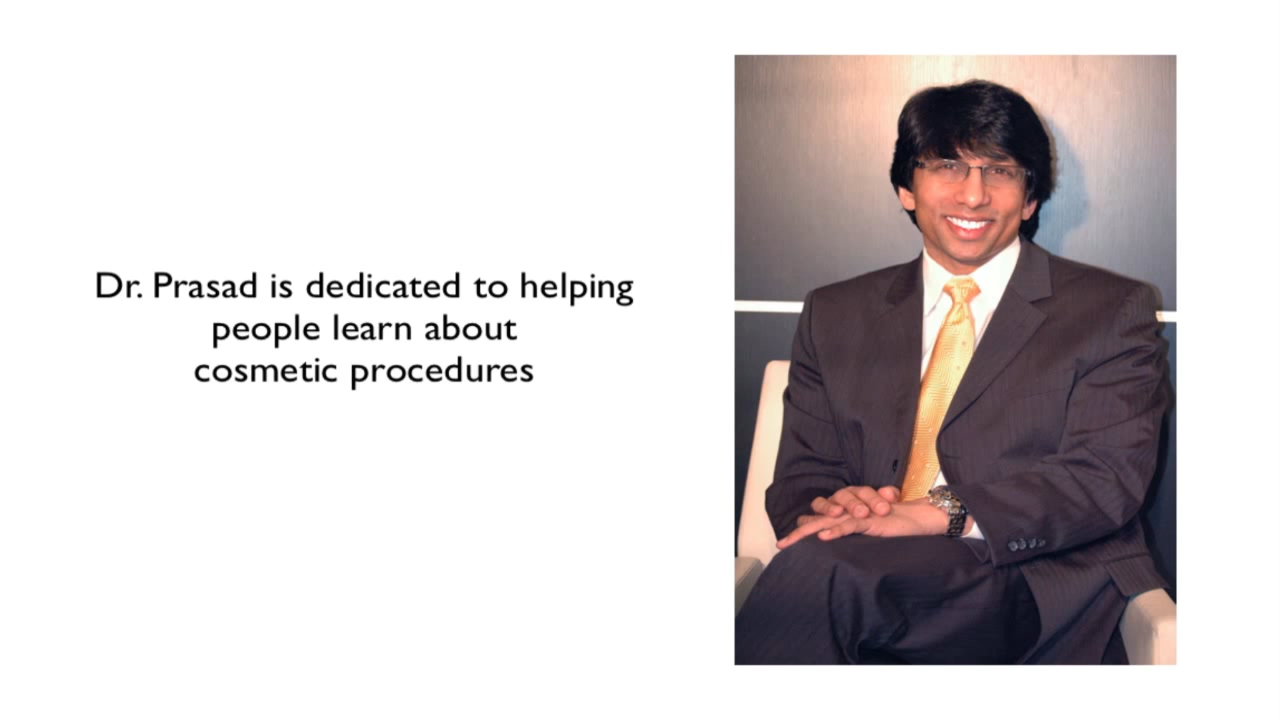 Dr. Prasad is dedicated to helping
people learn about
cosmetic procedures